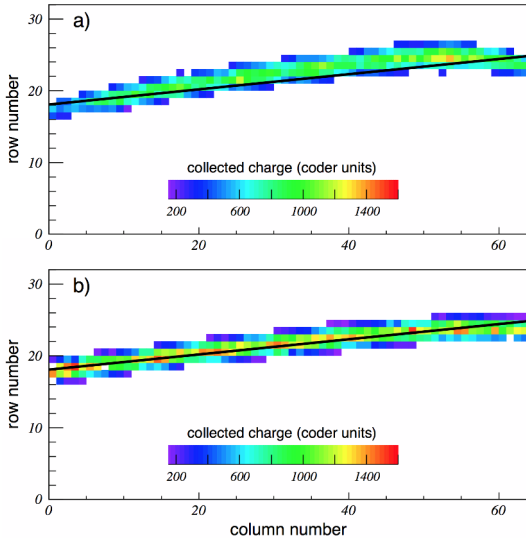 a)
row number
30
20
10
0
collected charge (coder units)
200 600 1000 1400
0 20 40 60
b)
row number
30
20
10
0
collected charge (coder units)
200 600 1000 1400
0 20 40 60
column number